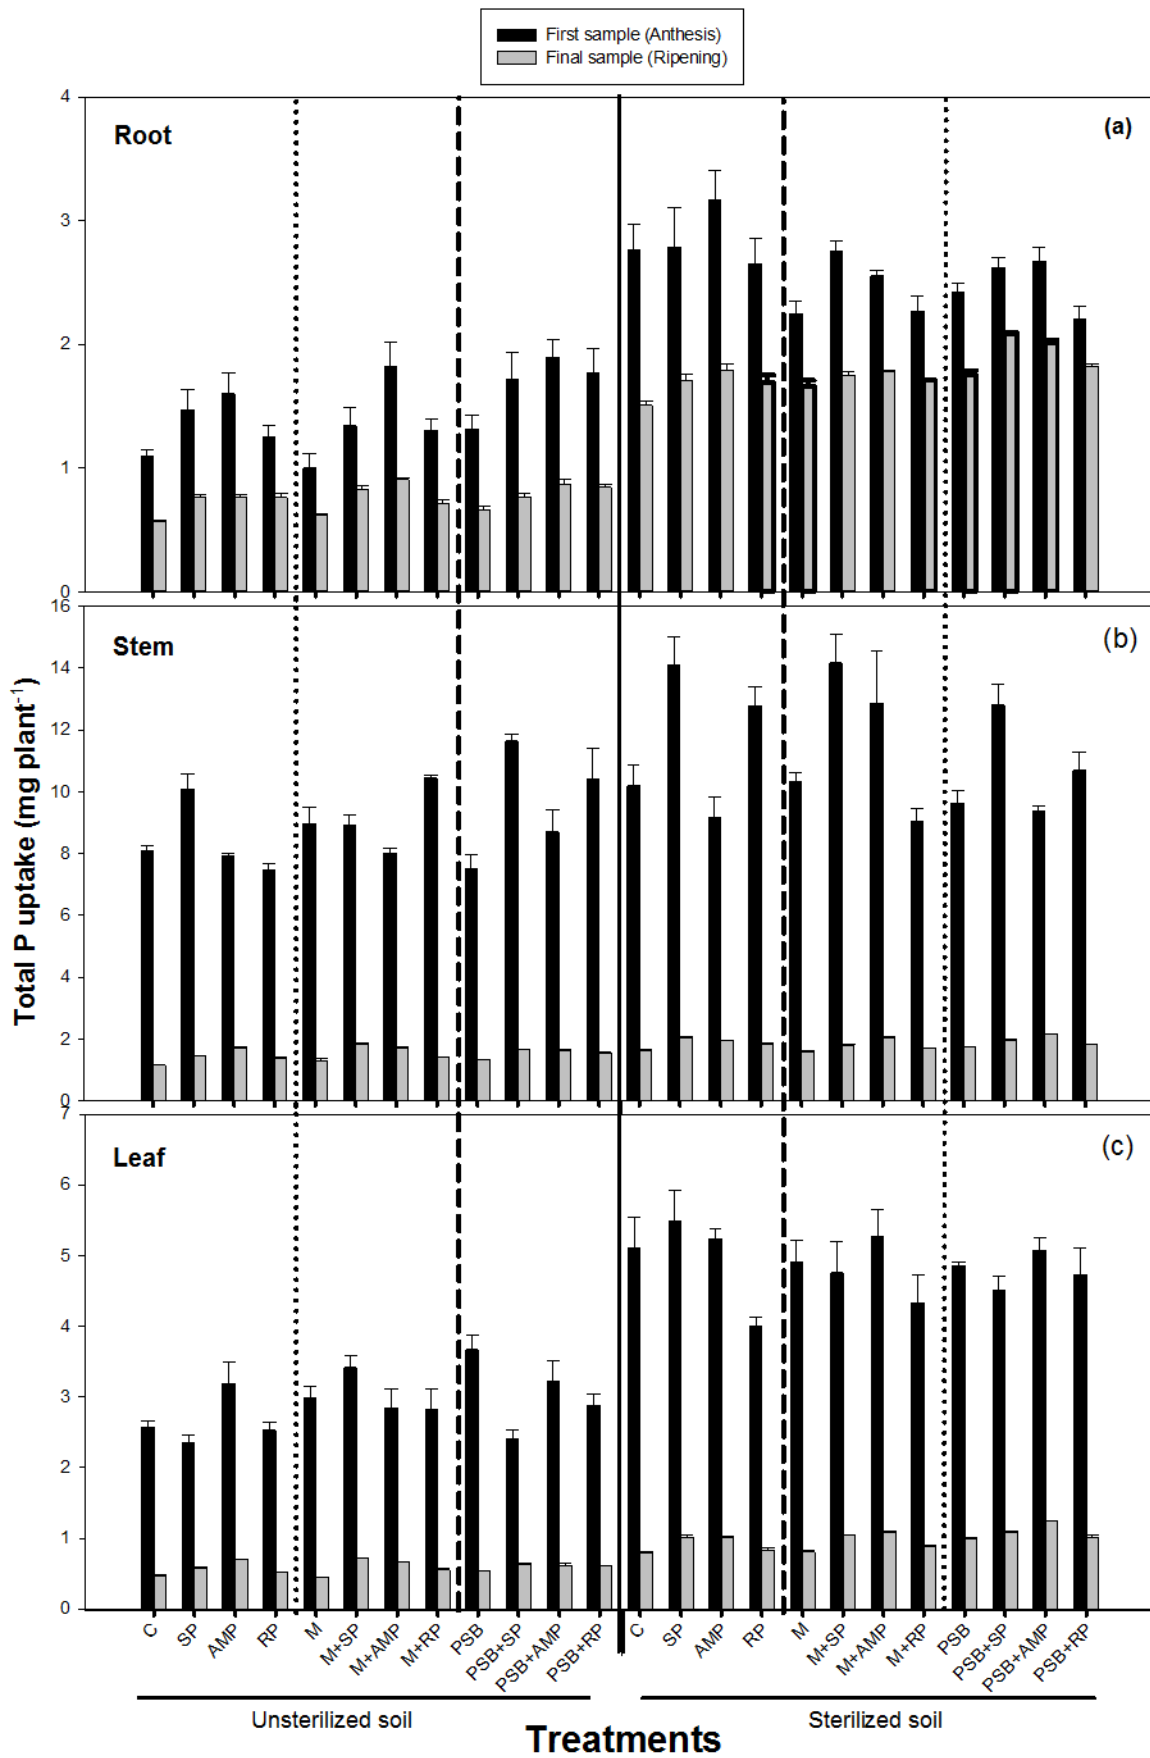 First sample (Anthesis)
Final sample (Ripening)
Root
(a)
4
3
2
1
0
Stem
(b)
16
14
12
10
8
6
4
2
0
Leaf
(c)
7
6
5
4
3
2
1
0
Total P uptake (mg plant-1)
C SP AMP RP M M+SP M+AMP M+RP PSB PSB+SP PSB+AMP PSB+RP C SP AMP RP M M+SP M+AMP M+RP PSB PSB+SP PSB+AMP PSB+RP
Unsterilized soil Sterilized soil
Treatments